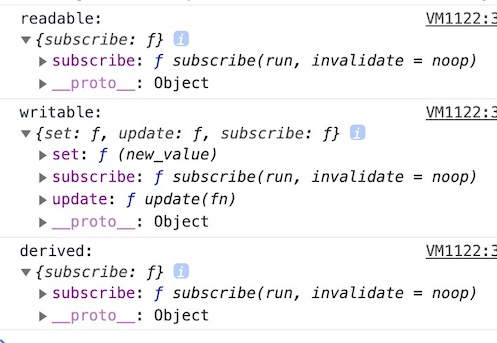 readable: VM1122:3
▼{subscribe: ƒ} i
▶subscribe: ƒ subscribe(run, invalidate = noop)
▶__proto__: Object
writable: VM1122:3
▼{set: ƒ, update: ƒ, subscribe: ƒ} i
▶set: ƒ (new_value)
▶subscribe: ƒ subscribe(run, invalidate = noop)
▶update: ƒ update(fn)
▶__proto__: Object
derived: VM1122:3
▼{subscribe: ƒ} i
▶subscribe: ƒ subscribe(run, invalidate = noop)
▶__proto__: Object